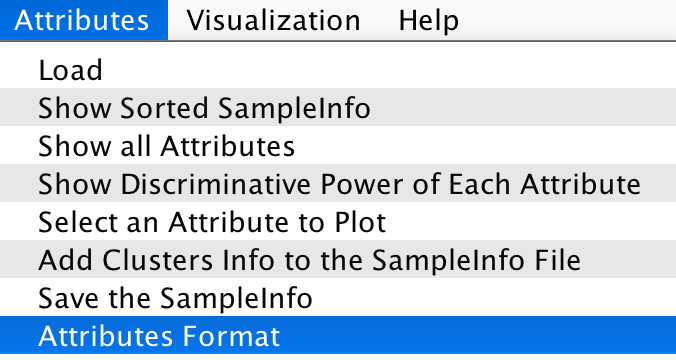 Attributes Visualization Help
Load
Show Sorted SampleInfo
Show all Attributes
Show Discriminative Power of Each Attribute
Select an Attribute to Plot
Add Clusters Info to the SampleInfo File
Save the SampleInfo
Attributes Format